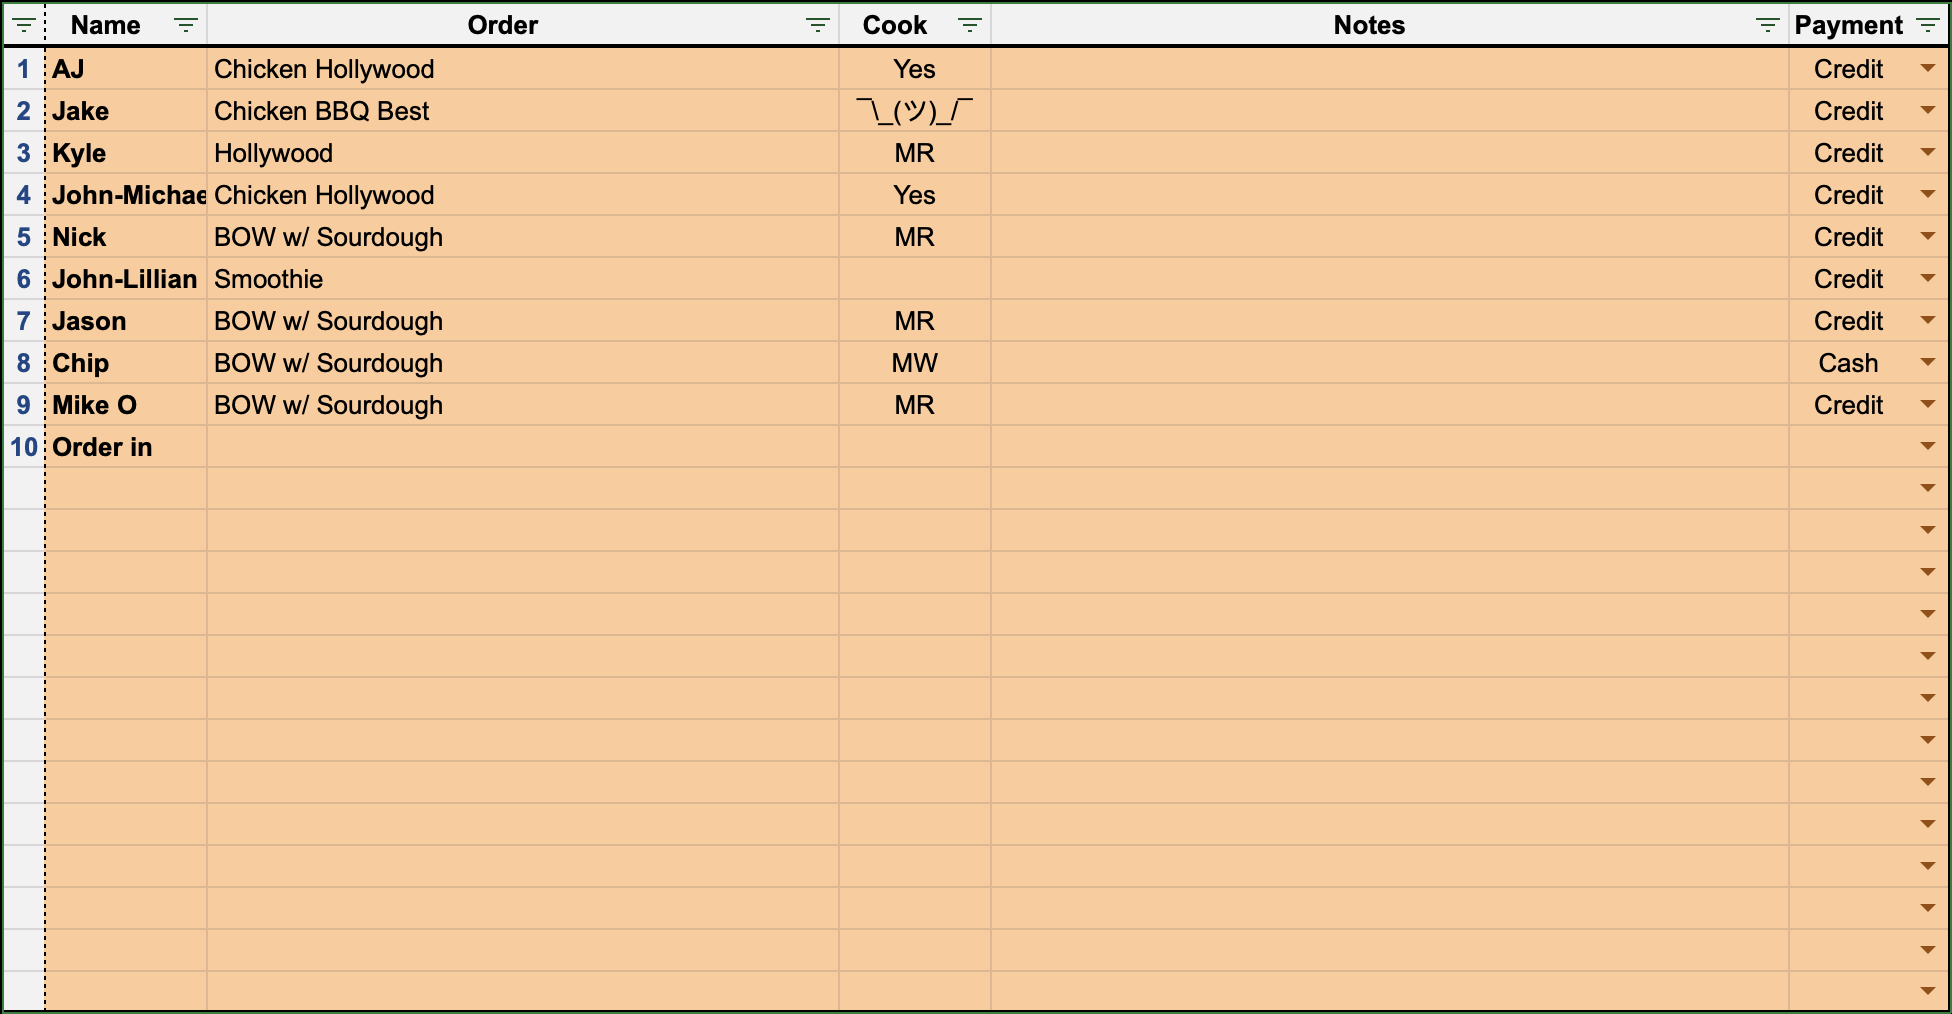 Name Order Cook Notes Payment
1 AJ Chicken Hollywood Yes Credit
2 Jake Chicken BBQ Best ¯\_(ツ)_/¯ Credit
3 Kyle Hollywood MR Credit
4 John-Michae Chicken Hollywood Yes Credit
5 Nick BOW w/ Sourdough MR Credit
6 John-Lillian Smoothie Credit
7 Jason BOW w/ Sourdough MR Credit
8 Chip BOW w/ Sourdough MW Cash
9 Mike O BOW w/ Sourdough MR Credit
10 Order in